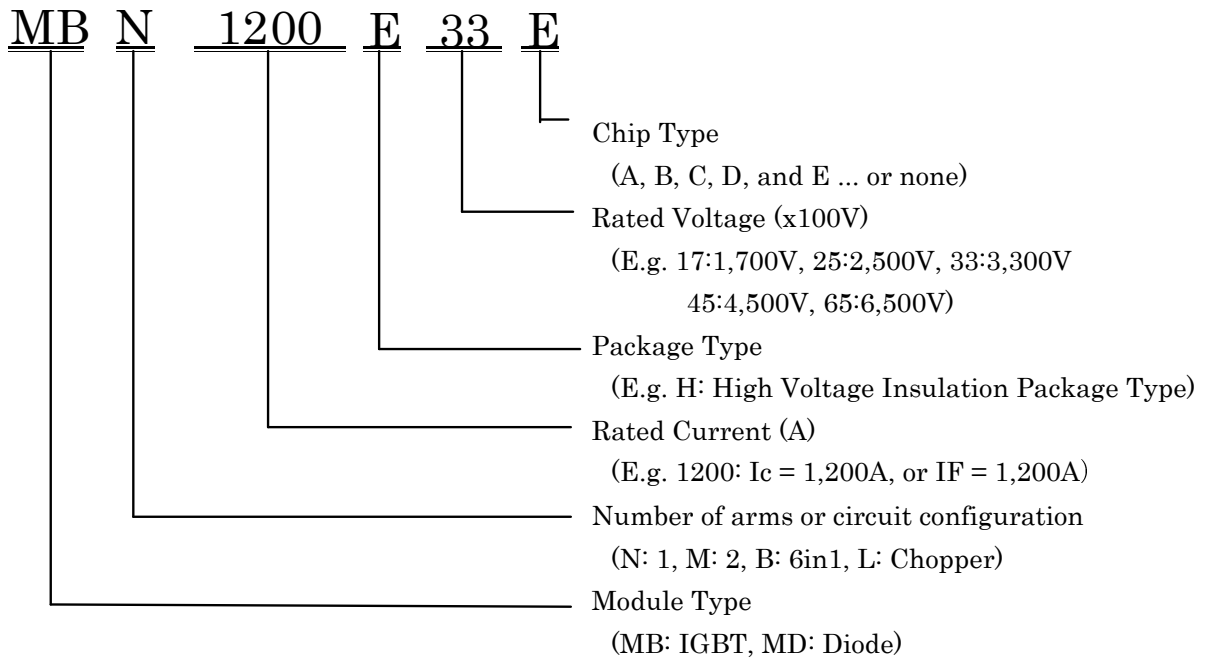 MB N 1200 E 33 E
Chip Type
(A, B, C, D, and E ... or none)
Rated Voltage (x100V)
(E.g. 17:1,700V, 25:2,500V, 33:3,300V
45:4,500V, 65:6,500V)
Package Type
(E.g. H: High Voltage Insulation Package Type)
Rated Current (A)
(E.g. 1200: Ic = 1,200A, or IF = 1,200A)
Number of arms or circuit configuration
(N: 1, M: 2, B: 6in1, L: Chopper)
Module Type
(MB: IGBT, MD: Diode)